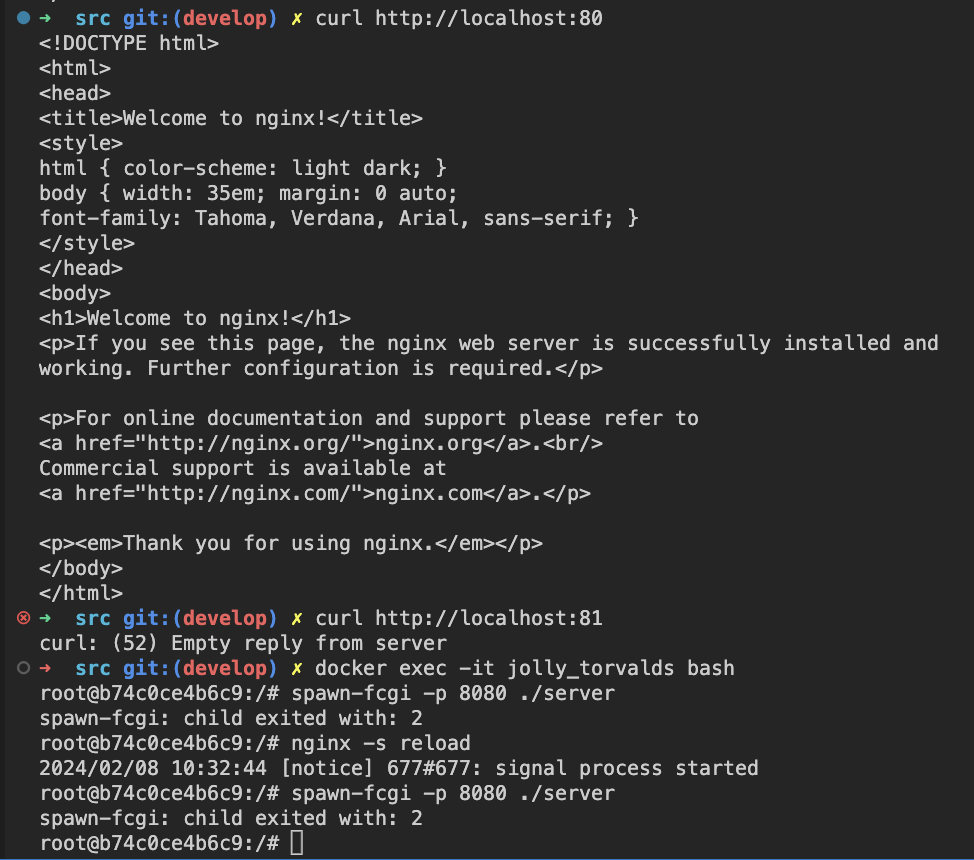 ➜ src git:(develop) ✗ curl http://localhost:80
<!DOCTYPE html>
<html>
<head>
<title>Welcome to nginx!</title>
<style>
html { color-scheme: light dark; }
body { width: 35em; margin: 0 auto;
font-family: Tahoma, Verdana, Arial, sans-serif; }
</style>
</head>
<body>
<h1>Welcome to nginx!</h1>
<p>If you see this page, the nginx web server is successfully installed and
working. Further configuration is required.</p>

<p>For online documentation and support please refer to
<a href="http://nginx.org/">nginx.org</a>.<br/>
Commercial support is available at
<a href="http://nginx.com/">nginx.com</a>.</p>

<p><em>Thank you for using nginx.</em></p>
</body>
</html>
➜ src git:(develop) ✗ curl http://localhost:81
curl: (52) Empty reply from server
➜ src git:(develop) ✗ docker exec -it jolly_torvalds bash
root@b74c0ce4b6c9:/# spawn-fcgi -p 8080 ./server
spawn-fcgi: child exited with: 2
root@b74c0ce4b6c9:/# nginx -s reload
2024/02/08 10:32:44 [notice] 677#677: signal process started
root@b74c0ce4b6c9:/# spawn-fcgi -p 8080 ./server
spawn-fcgi: child exited with: 2
root@b74c0ce4b6c9:/#